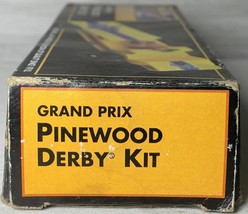 GRAND PRIX
PINEWOOD
DERBY® KIT